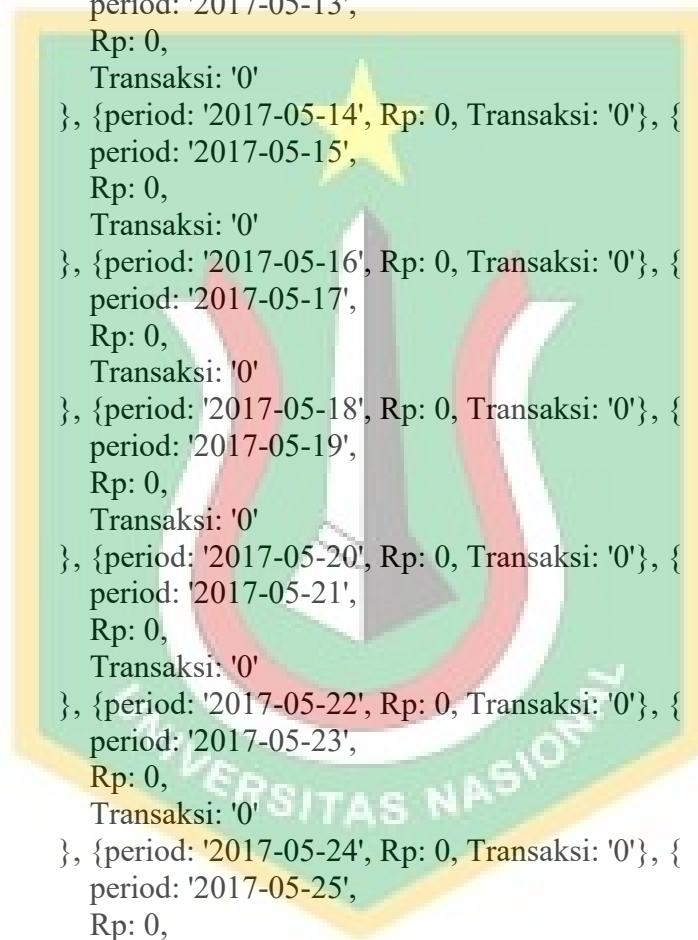 period: '2017-05-13',
Rp: 0,
Transaksi: '0'
}, {period: '2017-05-14', Rp: 0, Transaksi: '0'}, {
period: '2017-05-15',
Rp: 0,
Transaksi: '0'
}, {period: '2017-05-16', Rp: 0, Transaksi: '0'}, {
period: '2017-05-17',
Rp: 0,
Transaksi: '0'
}, {period: '2017-05-18', Rp: 0, Transaksi: '0'}, {
period: '2017-05-19',
Rp: 0,
Transaksi: '0'
}, {period: '2017-05-20', Rp: 0, Transaksi: '0'}, {
period: '2017-05-21',
Rp: 0,
Transaksi: '0'
}, {period: '2017-05-22', Rp: 0, Transaksi: '0'}, {
period: '2017-05-23',
Rp: 0,
Transaksi: '0'
}, {period: '2017-05-24', Rp: 0, Transaksi: '0'}, {
period: '2017-05-25',
Rp: 0,
UNIVERSITAS NASIONAL